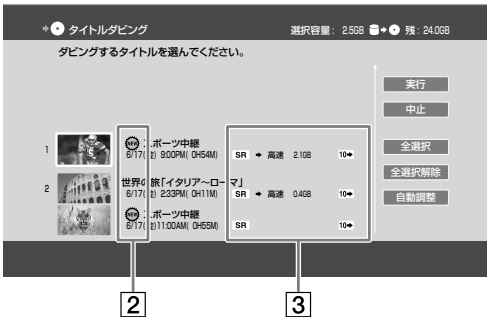 タイトルダビング 選択容量: 2.5GB 残: 24.0GB
ダビングするタイトルを選んでください。
実行
中止
全選択
全選択解除
自動調整
1 NEW スポーツ中継
6/17(金) 9:00PM( 0H54M) SR 高速 2.1GB 10
2 世界の旅「イタリア〜ローマ」
6/17(金) 2:33PM( 0H11M) SR 高速 0.4GB 10
NEW スポーツ中継
6/17(金)11:00AM( 0H55M) SR 10
2 3